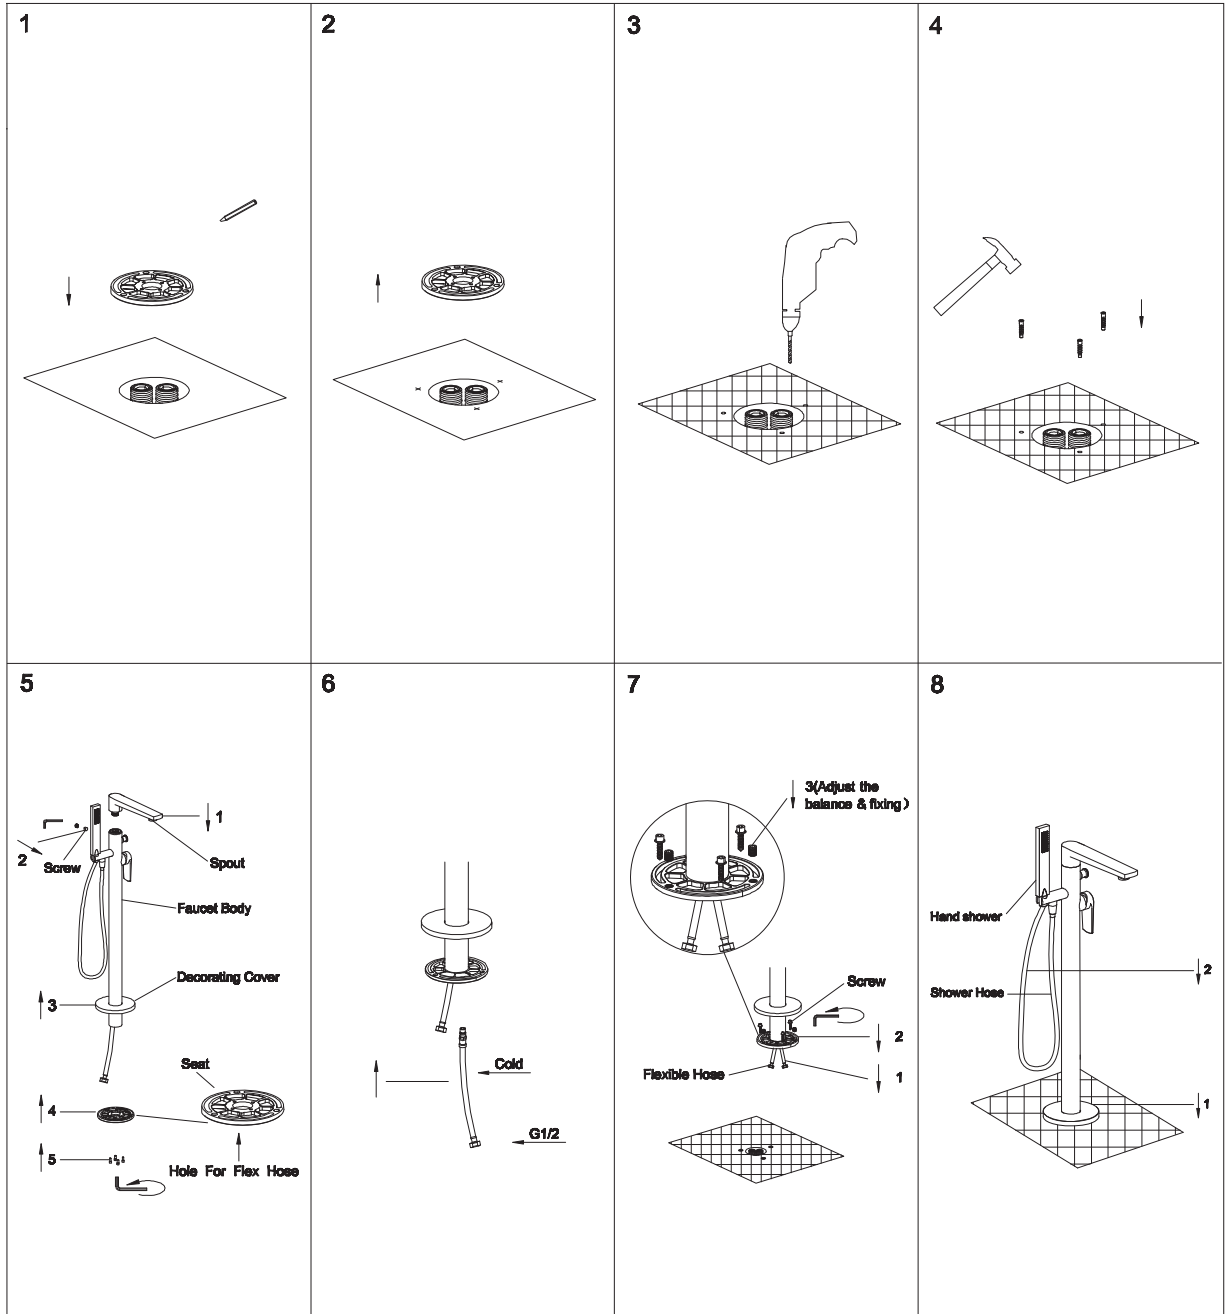 1
2
3
4
5
1
2
Screw
Spout
Faucet Body
Decorating Cover
3
Seat
4
5
Hole For Flex Hose
6
Cold
G1/2
7
3(Adjust the
balance & fixing)
Screw
2
Flexible Hose
1
8
Hand shower
2
Shower Hose
1